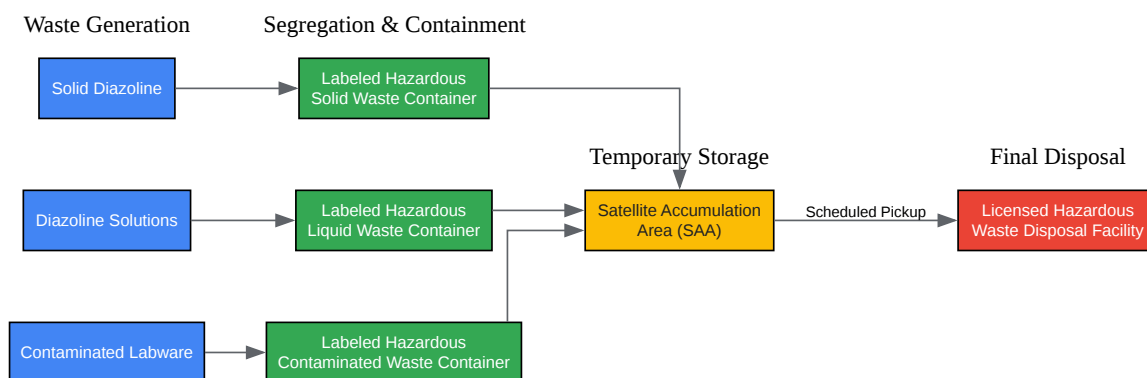 Waste Generation
Segregation & Containment
Solid Diazoline
Labeled Hazardous
Solid Waste Container
Temporary Storage
Final Disposal
Diazoline Solutions
Labeled Hazardous
Liquid Waste Container
Satellite Accumulation
Area (SAA)
Scheduled Pickup
Licensed Hazardous
Waste Disposal Facility
Contaminated Labware
Labeled Hazardous
Contaminated Waste Container